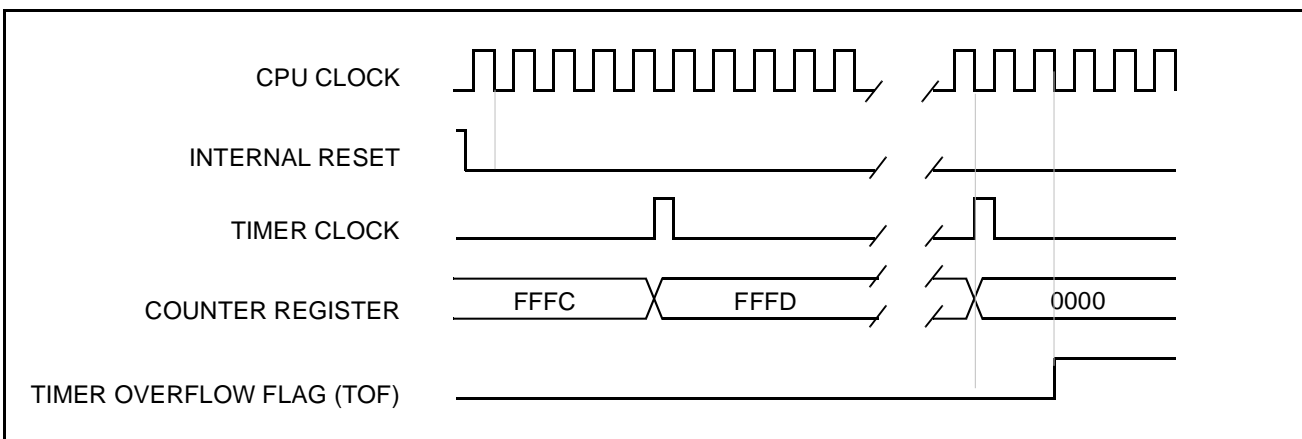 CPU CLOCK
INTERNAL RESET
TIMER CLOCK
COUNTER REGISTER FFFC FFFD 0000
TIMER OVERFLOW FLAG (TOF)